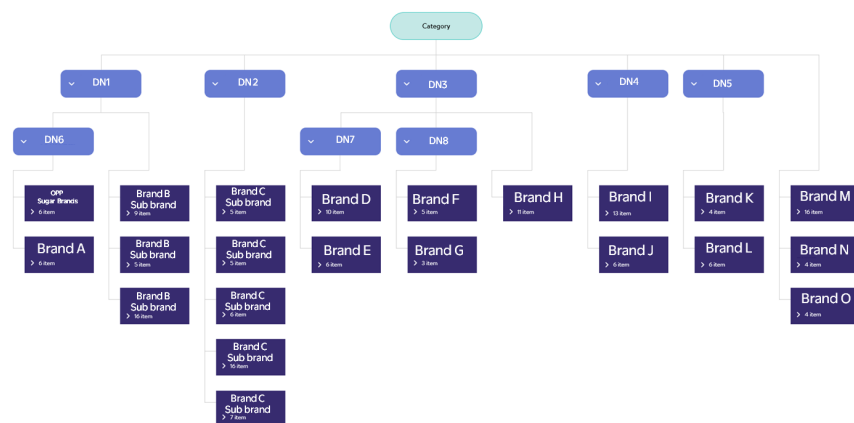 Category
DN1
DN2
DN3
DN4
DN5
DN6
DN7
DN8
OPP
Sugar Brands
6 item
Brand A
6 item
Brand B
Sub brand
9 item
Brand B
Sub brand
5 item
Brand B
Sub brand
16 item
Brand C
Sub brand
5 item
Brand C
Sub brand
5 item
Brand C
Sub brand
6 item
Brand C
Sub brand
16 item
Brand C
Sub brand
7 item
Brand D
10 item
Brand E
6 item
Brand F
5 item
Brand G
3 item
Brand H
11 item
Brand I
13 item
Brand J
6 item
Brand K
4 item
Brand L
6 item
Brand M
16 item
Brand N
4 item
Brand O
4 item